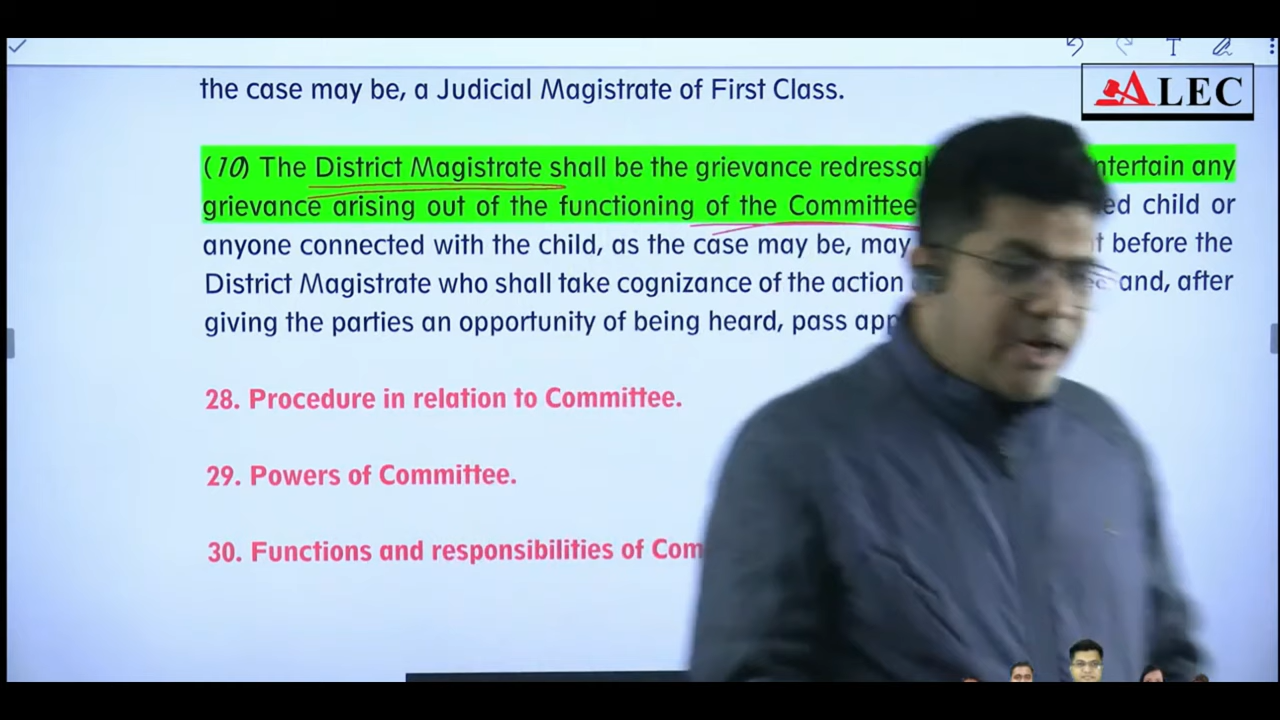 the case may be, a Judicial Magistrate of First Class.
ALEC
(10) The District Magistrate shall be the grievance redressa ntertain any
grievance arising out of the functioning of the Committee ed child or
anyone connected with the child, as the case may be, may before the
District Magistrate who shall take cognizance of the action and, after
giving the parties an opportunity of being heard, pass app
28. Procedure in relation to Committee.
29. Powers of Committee.
30. Functions and responsibilities of Com